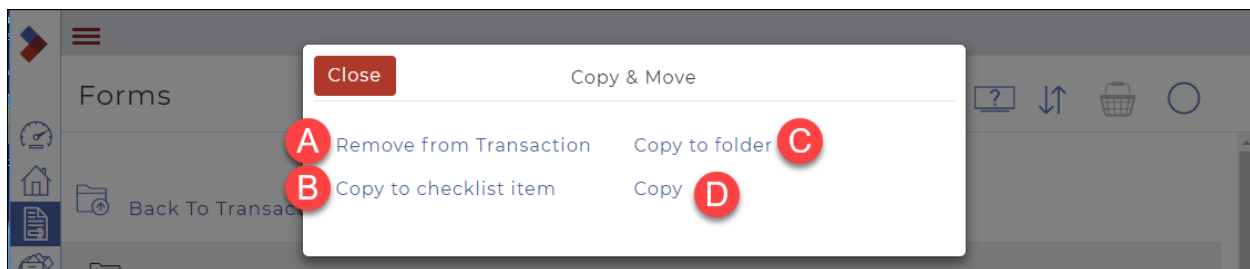 Close Copy & Move
Forms
?
A Remove from Transaction Copy to folder C
B Copy to checklist item Copy D
Back To Transac